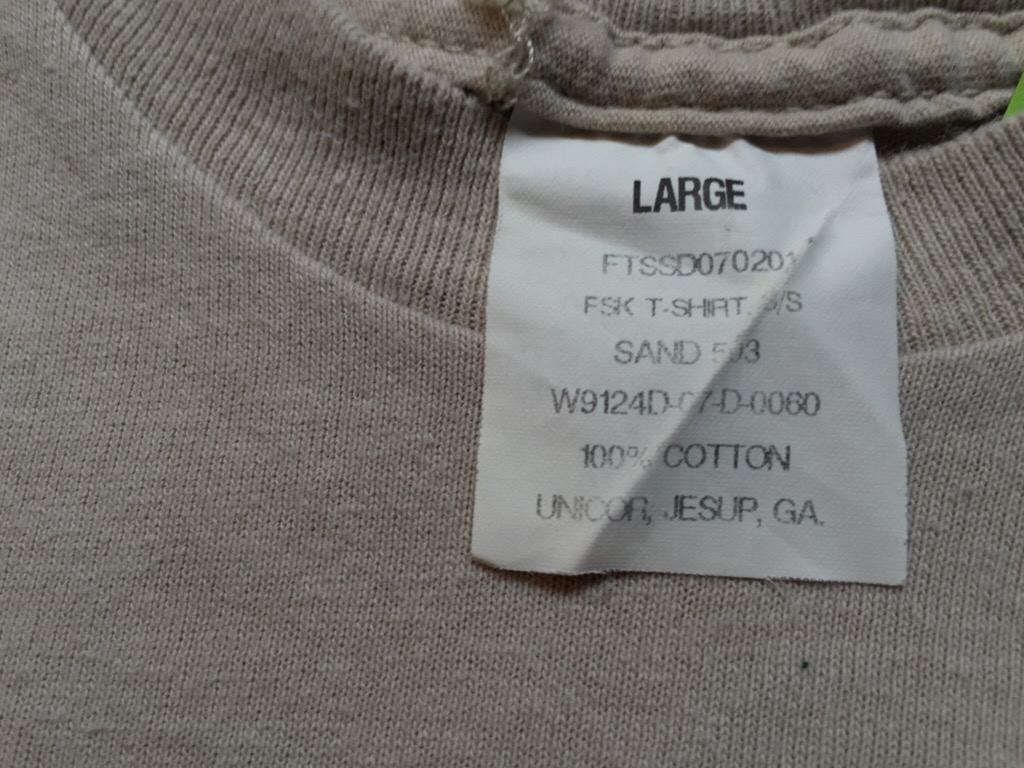 LARGE
FTSSD070201
FSK T-SHIRT, S/S
SAND 503
W9124D-07-D-0060
100% COTTON
UNICOR, JESUP, GA.